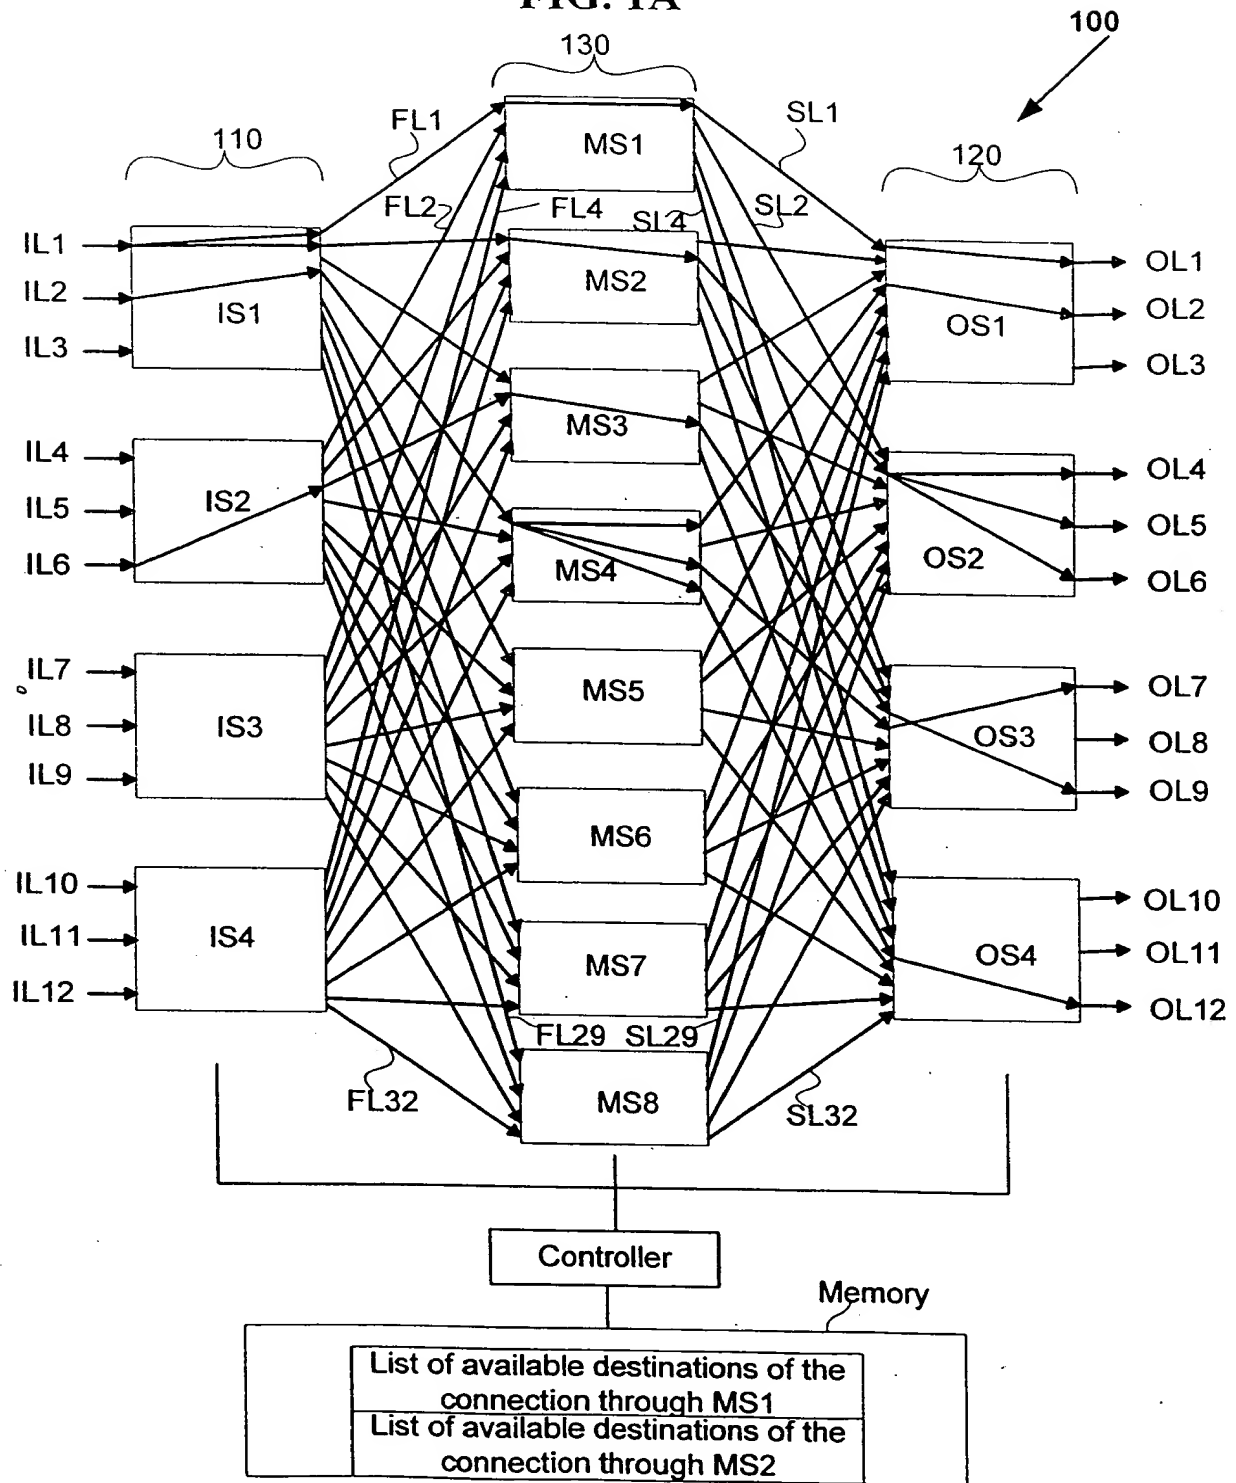 FIG. 1A
100
130
110
120
FL1
SL1
MS1
FL2
FL4
SL4
SL2
IL1
IL2
IL3
IS1
MS2
OS1
OL1
OL2
OL3
MS3
IL4
IL5
IL6
IS2
MS4
OS2
OL4
OL5
OL6
IL7
IL8
IL9
IS3
MS5
OS3
OL7
OL8
OL9
MS6
IL10
IL11
IL12
IS4
MS7
OS4
OL10
OL11
OL12
FL29
SL29
FL32
MS8
SL32
Controller
Memory
List of available destinations of the
connection through MS1
List of available destinations of the
connection through MS2